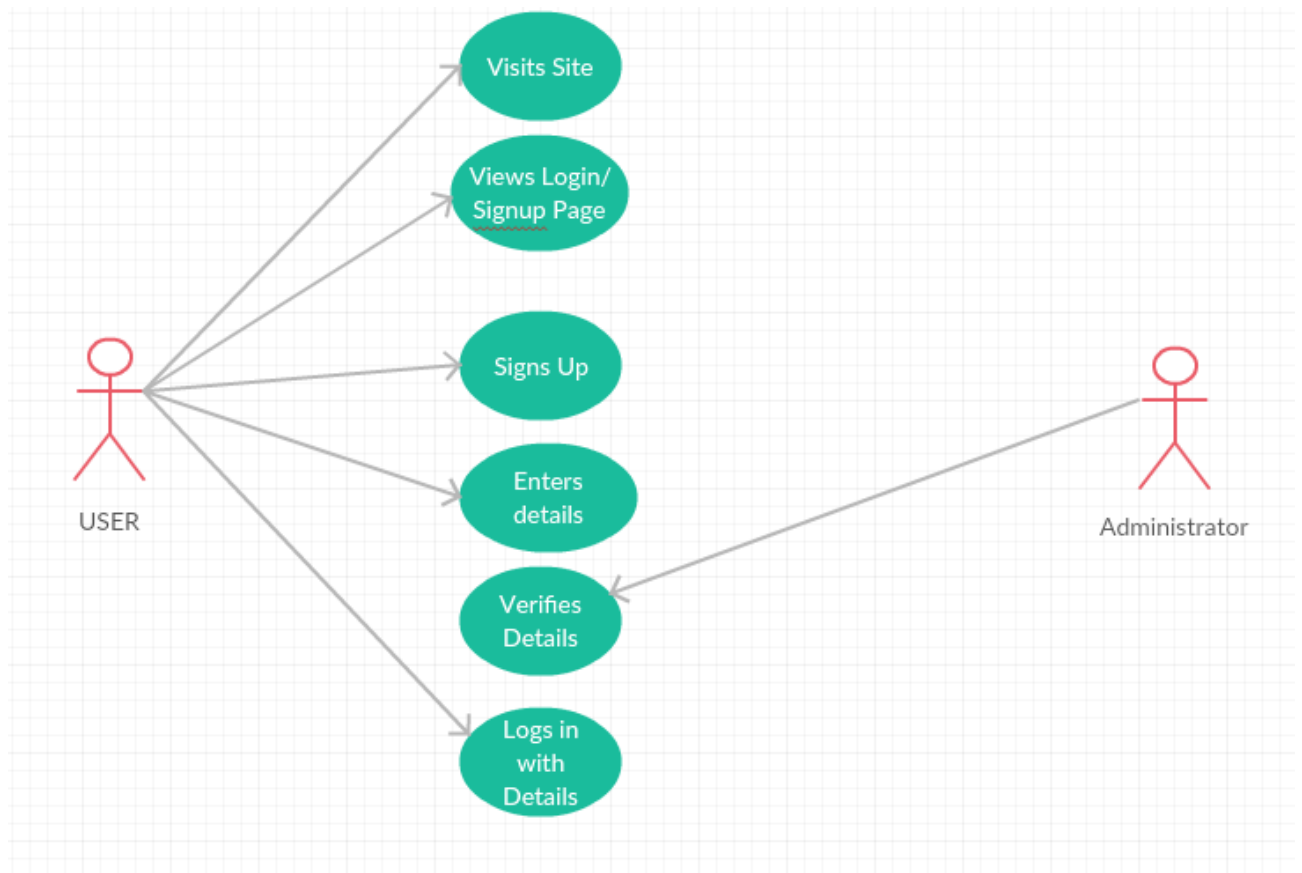 Visits Site
Views Login/
Signup Page
Signs Up
Enters
details
USER
Administrator
Verifies
Details
Logs in
with
Details